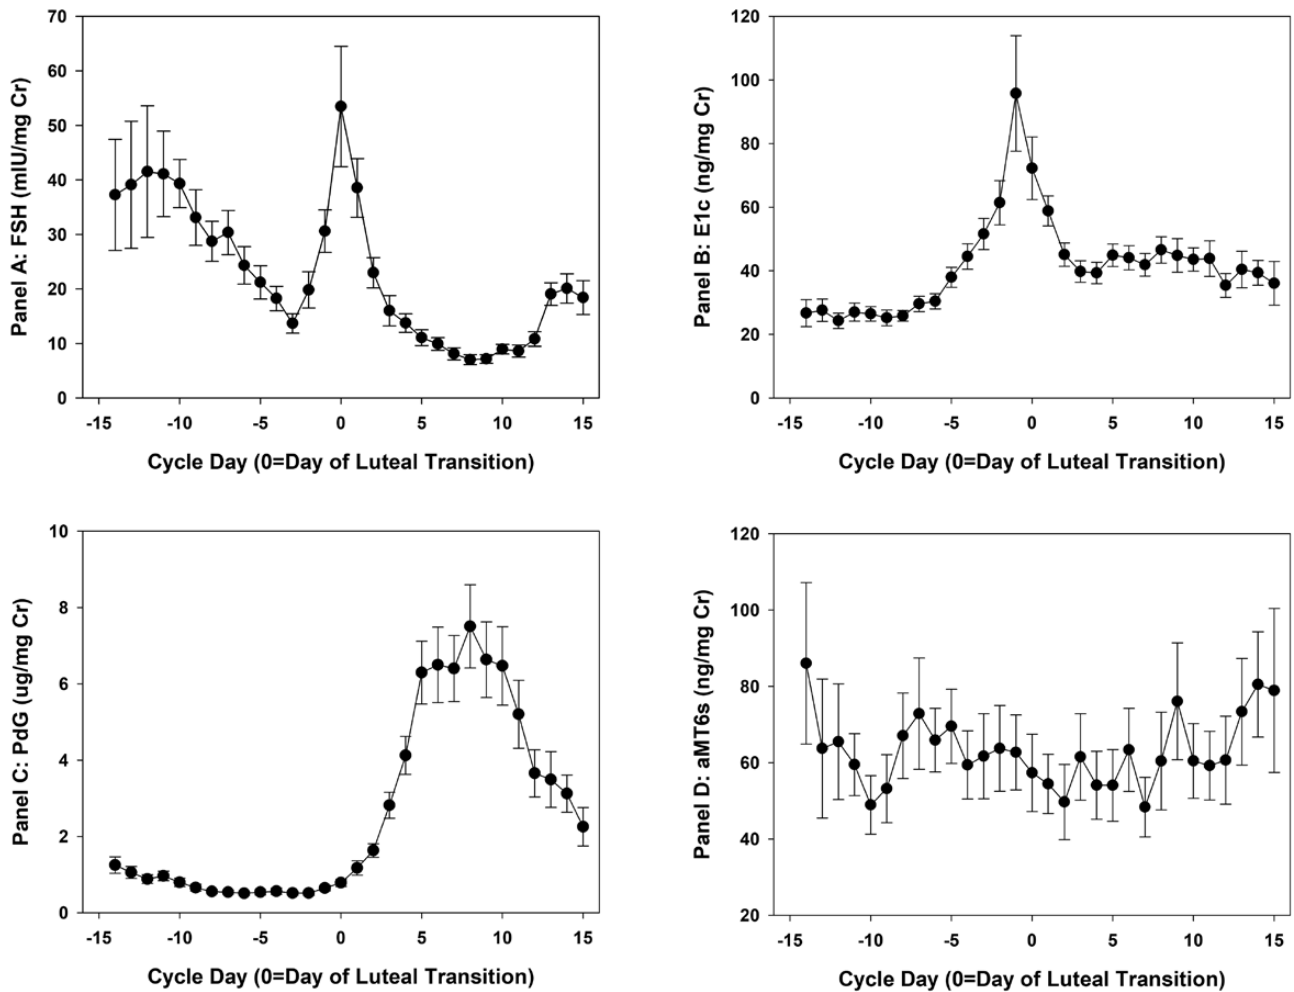 Panel A: FSH (mIU/mg Cr)
70
60
50
40
30
20
10
0
-15 -10 -5 0 5 10 15
Cycle Day (0=Day of Luteal Transition)
Panel B: E1c (ng/mg Cr)
120
100
80
60
40
20
0
-15 -10 -5 0 5 10 15
Cycle Day (0=Day of Luteal Transition)
Panel C: PdG (ug/mg Cr)
10
8
6
4
2
0
-15 -10 -5 0 5 10 15
Cycle Day (0=Day of Luteal Transition)
Panel D: aMT6s (ng/mg Cr)
120
100
80
60
40
20
-15 -10 -5 0 5 10 15
Cycle Day (0=Day of Luteal Transition)